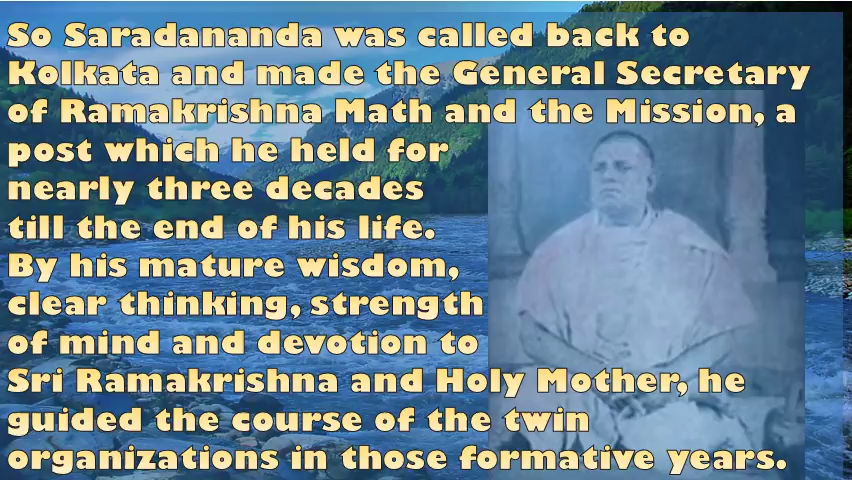 So Saradananda was called back to
Kolkata and made the General Secretary
of Ramakrishna Math and the Mission, a
post which he held for
nearly three decades
till the end of his life.
By his mature wisdom,
clear thinking, strength
of mind and devotion to
Sri Ramakrishna and Holy Mother, he
guided the course of the twin
organizations in those formative years.